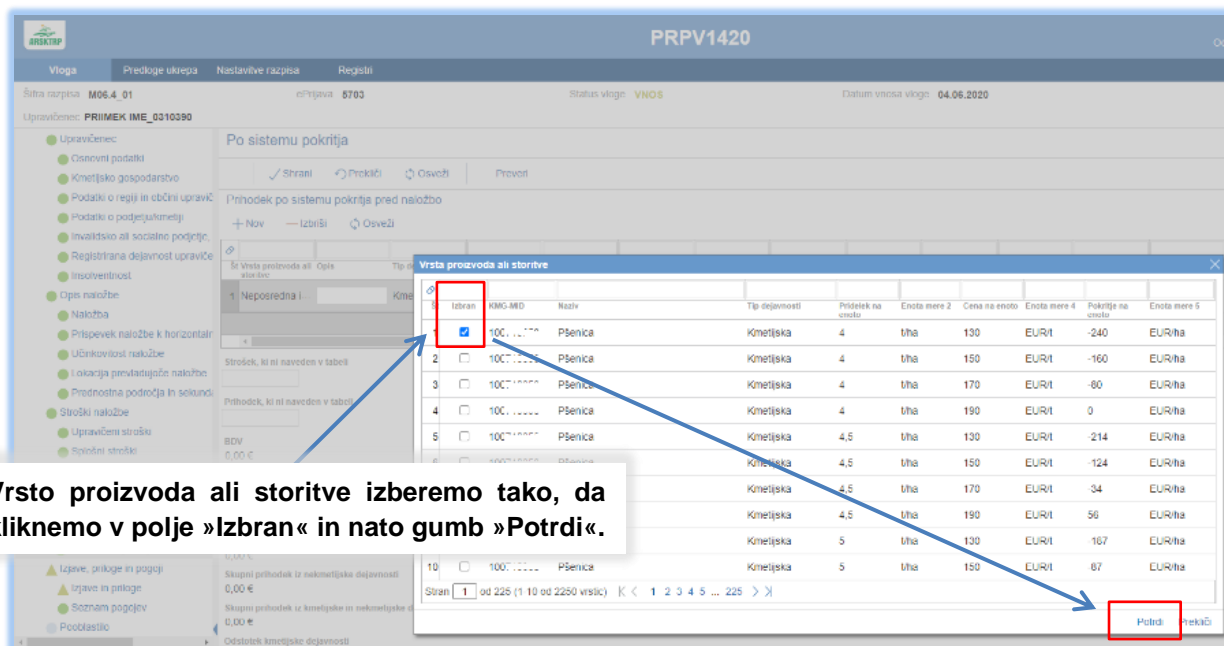 ARSKTRP
PRPV1420
Vloga Predloge ukrepa Nastavitve razpisa Registri
Šifra razpisa M06.4_01 ePrijava 5703 Status vloge VNOS Datum vnosa vloge 04.06.2020
Upravičenec PRIIMEK IME_0310390
Upravičenec
Osnovni podatki
Kmetijsko gospodarstvo
Podatki o regiji in občini upravič
Podatki o podjetju/kmetiji
Invalidsko ali socialno podjetje,
Registrirana dejavnost upraviče
Insolventnost
Opis naložbe
Naložba
Prispevek naložbe k horizontaln
Učinkovitost naložbe
Lokacija prevladujoče naložbe
Prednostna področja in sekunda
Stroški naložbe
Upravičeni stroški
Splošni stroški
Izjave, priloge in pogoji
Izjave in priloge
Seznam pogojev
Pooblastilo
Po sistemu pokritja
Shrani Prekliči Osveži Preveri
Prihodek po sistemu pokritja pred naložbo
Nov Izbriši Osveži
Št Vrsta proizvoda ali storitve Opis Tip de
1 Neposredna i... Kme
Strošek, ki ni naveden v tabeli
Prihodek, ki ni naveden v tabeli
BDV
0,00 €
0,00 €
Skupni prihodek iz nekmetijske dejavnosti
0,00 €
Skupni prihodek iz kmetijske in nekmetijske d
0,00 €
Odstotek kmetijske dejavnosti
Vrsta proizvoda ali storitve
Izbran KMG-MID Naziv Tip dejavnosti Pridelek na enoto Enota mere 2 Cena na enoto Enota mere 4 Pokritje na enoto Enota mere 6
1 Pšenica Kmetijska 4 t/ha 130 EUR/t -240 EUR/ha
2 Pšenica Kmetijska 4 t/ha 150 EUR/t -160 EUR/ha
3 Pšenica Kmetijska 4 t/ha 170 EUR/t -80 EUR/ha
4 Pšenica Kmetijska 4 t/ha 190 EUR/t 0 EUR/ha
5 Pšenica Kmetijska 4,5 t/ha 130 EUR/t -214 EUR/ha
6 Pšenica Kmetijska 4,5 t/ha 150 EUR/t -124 EUR/ha
Kmetijska 4,5 t/ha 170 EUR/t -34 EUR/ha
Kmetijska 4,5 t/ha 190 EUR/t 56 EUR/ha
Kmetijska 5 t/ha 130 EUR/t -187 EUR/ha
10 Pšenica Kmetijska 5 t/ha 150 EUR/t 87 EUR/ha
Stran 1 od 225 (1 10 od 2250 vrstic) 1 2 3 4 5 ... 225
Potrdi Prekliči
Vrsto proizvoda ali storitve izberemo tako, da
kliknemo v polje »Izbran« in nato gumb »Potrdi«.